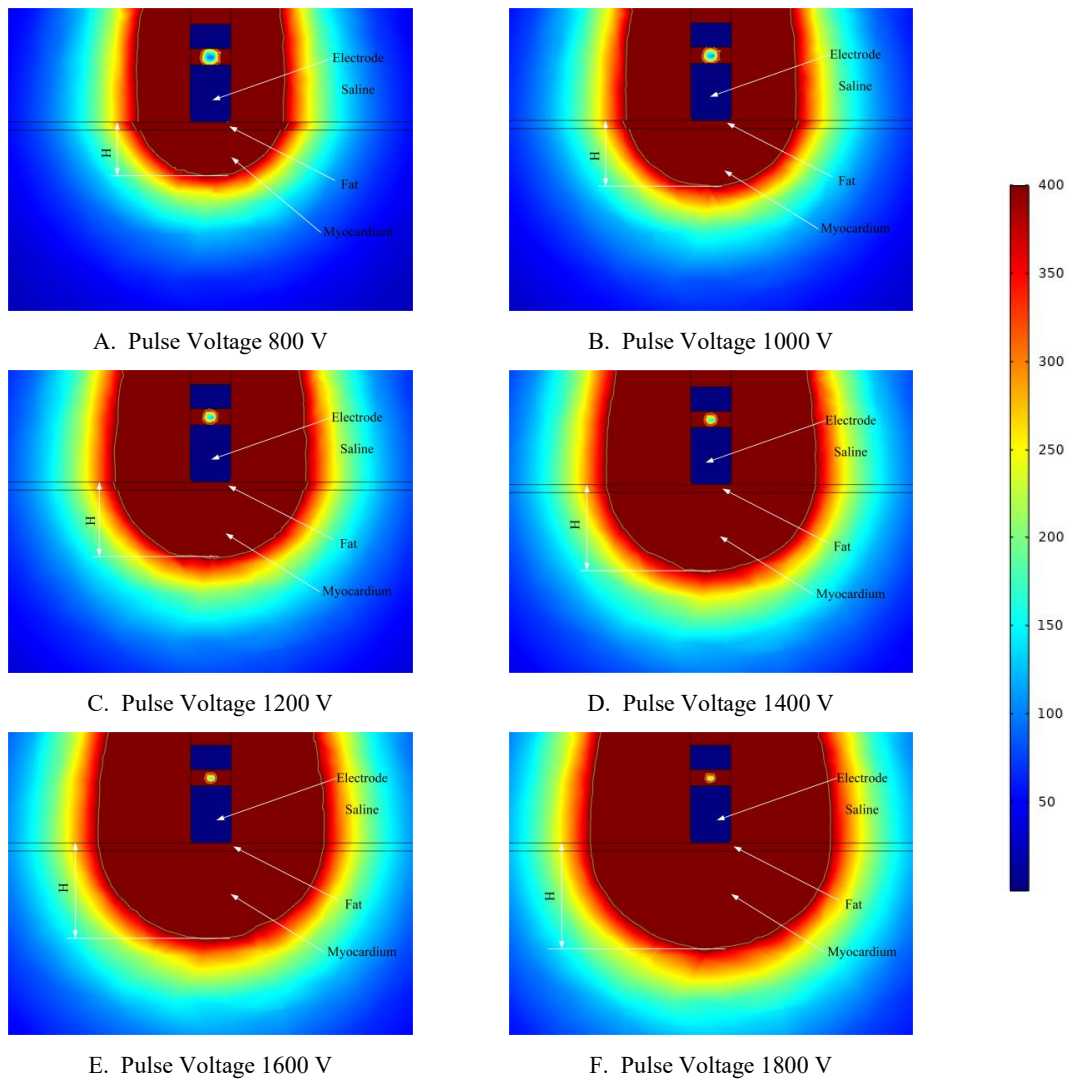 Electrode
Saline
H
Fat
Myocardium
A. Pulse Voltage 800 V
Electrode
Saline
H
Fat
Myocardium
B. Pulse Voltage 1000 V
Electrode
Saline
H
Fat
Myocardium
C. Pulse Voltage 1200 V
Electrode
Saline
H
Fat
Myocardium
D. Pulse Voltage 1400 V
Electrode
Saline
H
Fat
Myocardium
E. Pulse Voltage 1600 V
Electrode
Saline
H
Fat
Myocardium
F. Pulse Voltage 1800 V
400
350
300
250
200
150
100
50